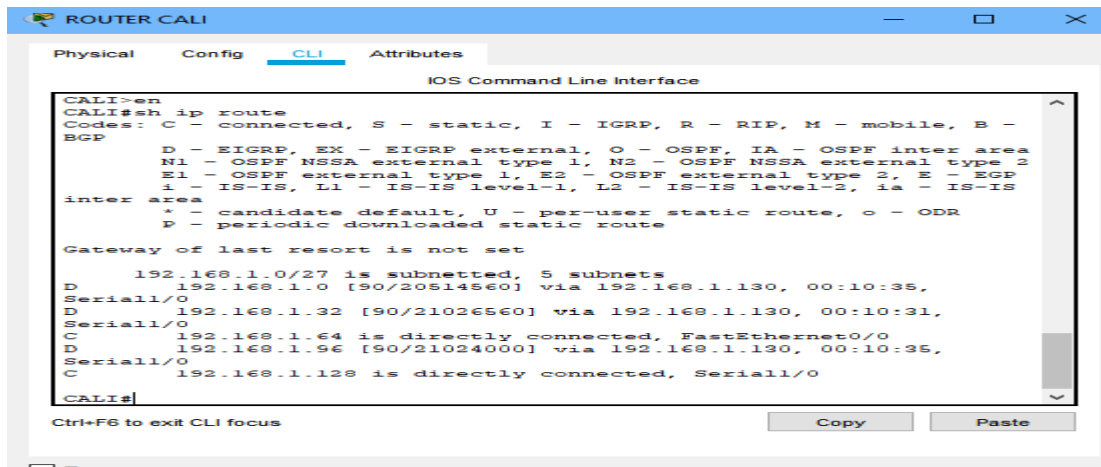 ROUTER CALI
Physical Config CLI Attributes
IOS Command Line Interface
CALI>en
CALI#sh ip route
Codes: C - connected, S - static, I - IGRP, R - RIP, M - mobile, B -
BGP
D - EIGRP, EX - EIGRP external, O - OSPF, IA - OSPF inter area
N1 - OSPF NSSA external type 1, N2 - OSPF NSSA external type 2
E1 - OSPF external type 1, E2 - OSPF external type 2, E - EGP
i - IS-IS, L1 - IS-IS level-1, L2 - IS-IS level-2, ia - IS-IS
inter area
* - candidate default, U - per-user static route, o - ODR
P - periodic downloaded static route
Gateway of last resort is not set
192.168.1.0/27 is subnetted, 5 subnets
D 192.168.1.0 [90/20514560] via 192.168.1.130, 00:10:35,
Serial1/0
D 192.168.1.32 [90/21026560] via 192.168.1.130, 00:10:31,
Serial1/0
C 192.168.1.64 is directly connected, FastEthernet0/0
D 192.168.1.96 [90/21024000] via 192.168.1.130, 00:10:35,
Serial1/0
C 192.168.1.128 is directly connected, Serial1/0
CALI#
Ctrl+F6 to exit CLI focus
Copy Paste